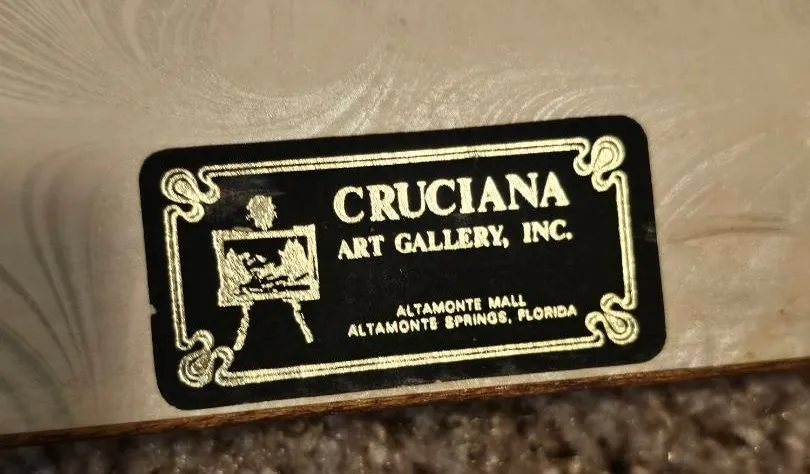 CRUCIANA
ART GALLERY, INC.
ALTAMONTE MALL
ALTAMONTE SPRINGS, FLORIDA